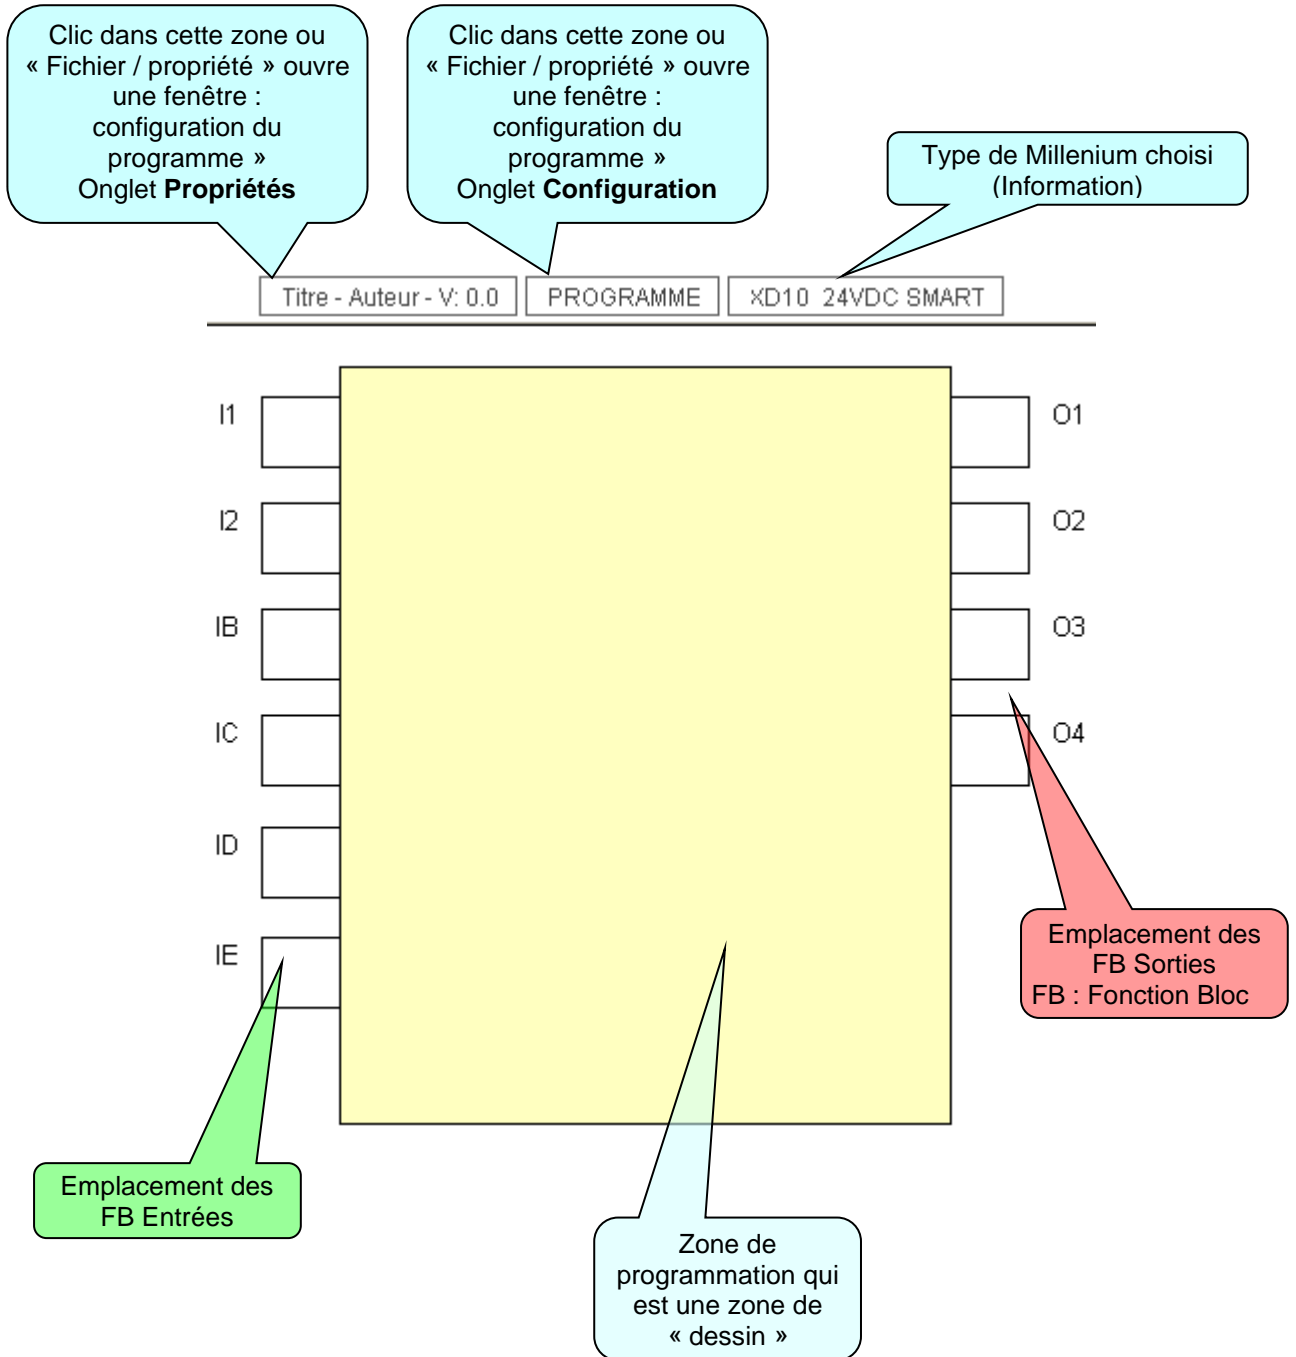 Clic dans cette zone ou
« Fichier / propriété » ouvre
une fenêtre :
configuration du
programme »
Onglet Propriétés
Clic dans cette zone ou
« Fichier / propriété » ouvre
une fenêtre :
configuration du
programme »
Onglet Configuration
Type de Millenium choisi
(Information)
Titre - Auteur - V: 0.0
PROGRAMME
XD10 24VDC SMART
I1
O1
I2
O2
IB
O3
IC
O4
ID
IE
Emplacement des
FB Sorties
FB : Fonction Bloc
Emplacement des
FB Entrées
Zone de
programmation qui
est une zone de
« dessin »